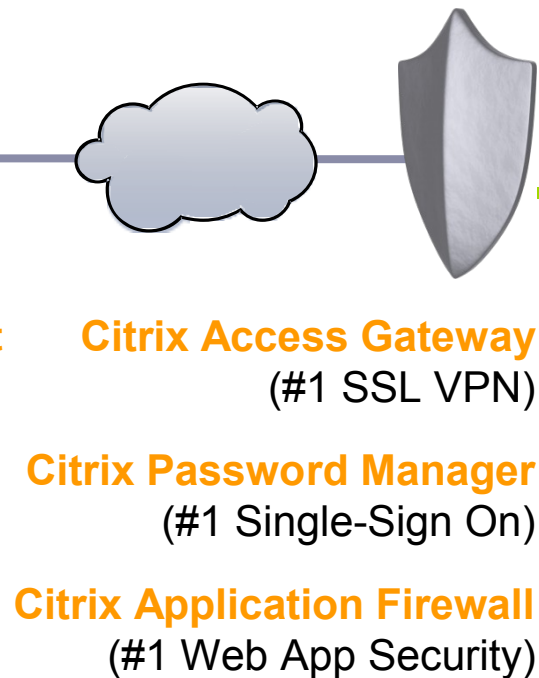 Citrix Access Gateway
(#1 SSL VPN)
Citrix Password Manager
(#1 Single-Sign On)
Citrix Application Firewall
(#1 Web App Security)